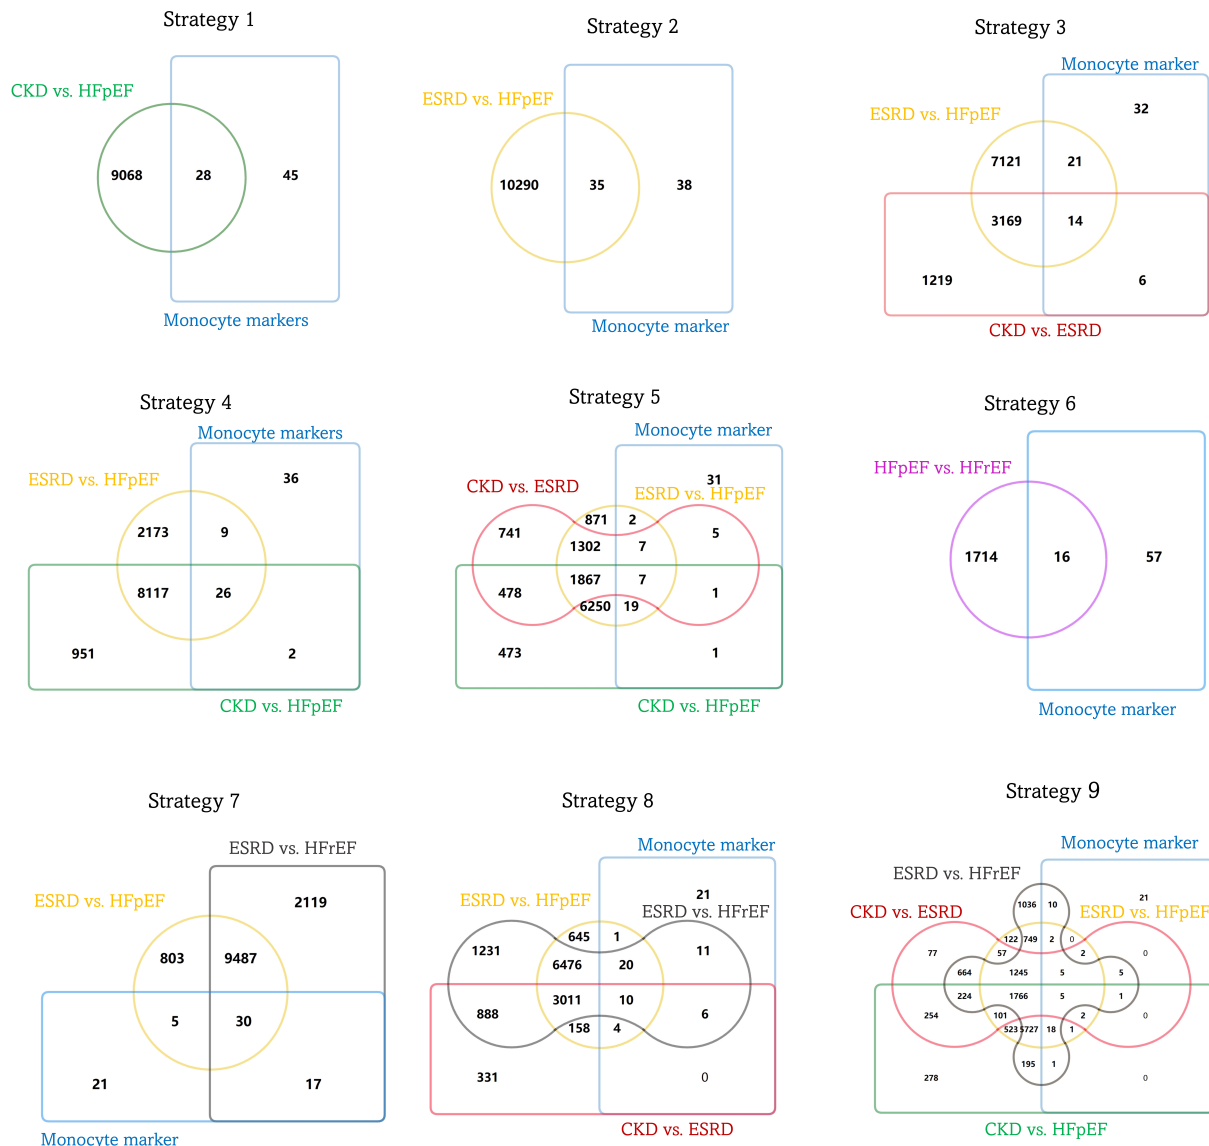 Strategy 1
CKD vs. HFpEF
9068 28 45
Monocyte markers
Strategy 2
ESRD vs. HFpEF
10290 35 38
Monocyte marker
Strategy 3
Monocyte marker
32
ESRD vs. HFpEF
7121 21
3169 14
1219 6
CKD vs. ESRD
Strategy 4
Monocyte markers
36
ESRD vs. HFpEF
2173 9
8117 26
951 2
CKD vs. HFpEF
Strategy 5
Monocyte marker
31
CKD vs. ESRD ESRD vs. HFpEF
871 2
741 5
1302 7
1867 7
478 1
6250 19
473 1
CKD vs. HFpEF
Strategy 6
HFpEF vs. HFrEF
1714 16 57
Monocyte marker
Strategy 7
ESRD vs. HFrEF
2119
ESRD vs. HFpEF
803 9487
5 30
21 17
Monocyte marker
Strategy 8
Monocyte marker
21
ESRD vs. HFpEF
ESRD vs. HFrEF
645 1
1231 11
6476 20
3011 10
888 6
158 4
331 0
CKD vs. ESRD
Strategy 9
Monocyte marker
ESRD vs. HFrEF
21
1036 10
CKD vs. ESRD ESRD vs. HFpEF
122 749 2 0
77 57 2 0
664 1245 5 5
224 1766 5 1
254 101 2 0
523 5727 18 1
195 1
278 0
CKD vs. HFpEF